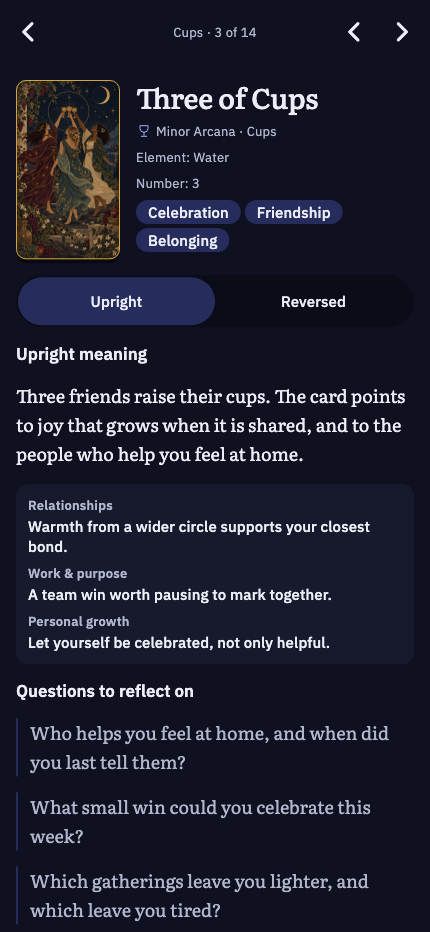 Cups · 3 of 14
Three of Cups
Minor Arcana · Cups
Element: Water
Number: 3
Celebration
Friendship
Belonging
Upright
Reversed
Upright meaning
Three friends raise their cups. The card points
to joy that grows when it is shared, and to the
people who help you feel at home.
Relationships
Warmth from a wider circle supports your closest
bond.
Work & purpose
A team win worth pausing to mark together.
Personal growth
Let yourself be celebrated, not only helpful.
Questions to reflect on
Who helps you feel at home, and when did
you last tell them?
What small win could you celebrate this
week?
Which gatherings leave you lighter, and
which leave you tired?